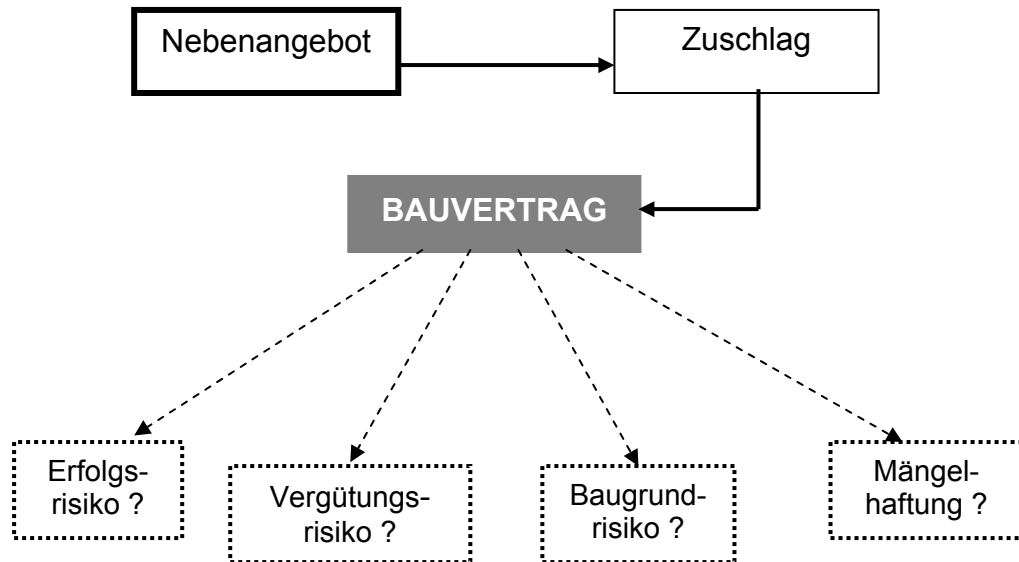 Nebenangebot
Zuschlag
BAUVERTRAG
Erfolgs-
risiko ?
Vergütungs-
risiko ?
Baugrund-
risiko ?
Mängel-
haftung ?